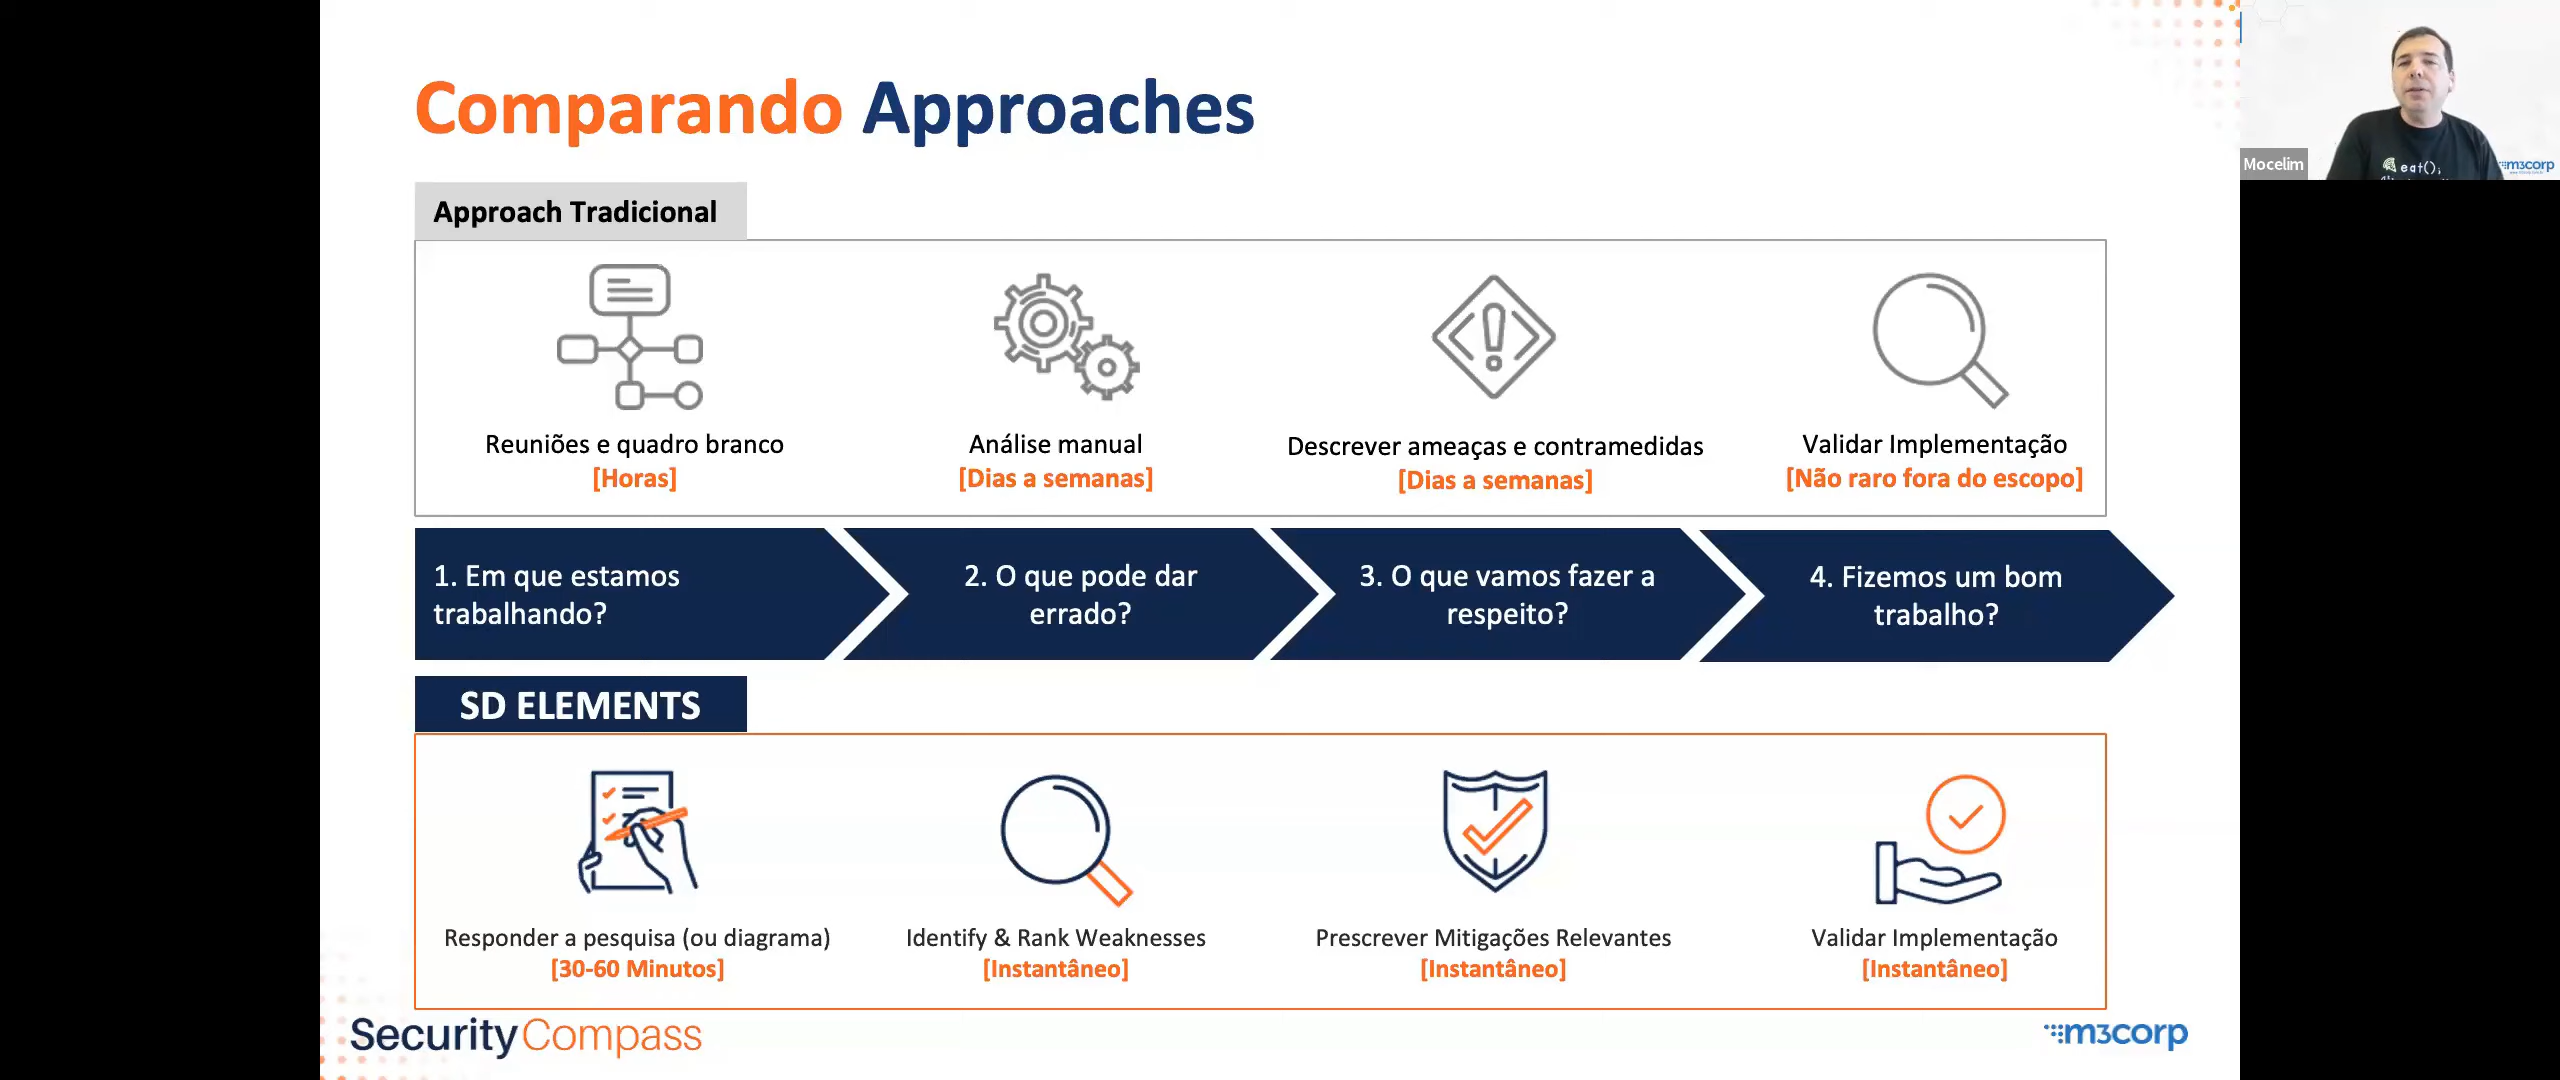 Comparando Approaches
Mocelim
eat();
m3corp
Approach Tradicional
Reuniões e quadro branco
[Horas]
Análise manual
[Dias a semanas]
Descrever ameaças e contramedidas
[Dias a semanas]
Validar Implementação
[Não raro fora do escopo]
1. Em que estamos
trabalhando?
2. O que pode dar
errado?
3. O que vamos fazer a
respeito?
4. Fizemos um bom
trabalho?
SD ELEMENTS
Responder a pesquisa (ou diagrama)
[30-60 Minutos]
Identify & Rank Weaknesses
[Instantâneo]
Prescrever Mitigações Relevantes
[Instantâneo]
Validar Implementação
[Instantâneo]
SecurityCompass
m3corp